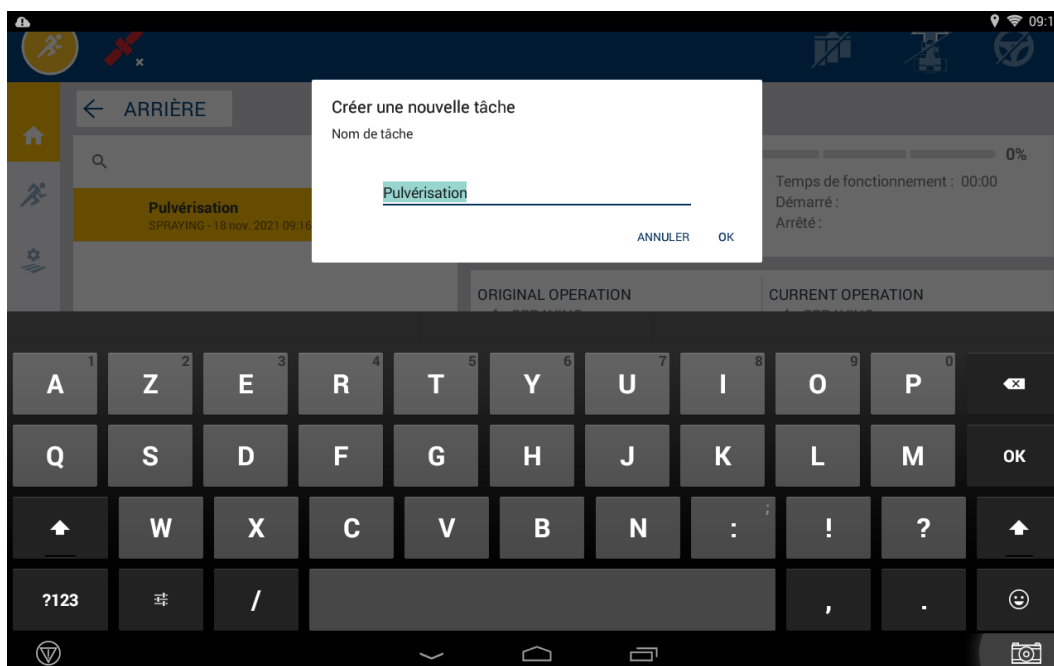 09:1
ARRIÈRE
Créer une nouvelle tâche
Nom de tâche
Pulvérisation
ANNULER OK
Pulvérisation
SPRAYING - 18 nov. 2021 09:16
0%
Temps de fonctionnement : 00:00
Démarré :
Arrêté :
ORIGINAL OPERATION
CURRENT OPERATION
1 2 3 4 5 6 7 8 9 0
A Z E R T Y U I O P
Q S D F G H J K L M OK
;
W X C V B N : ! ?
?123 / , .